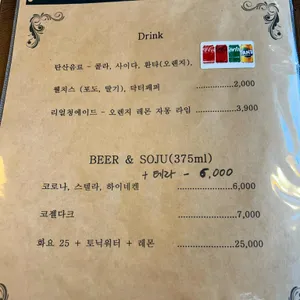 Drink
탄산음료 - 콜라, 사이다, 환타(오렌지),
웰치스 (포도, 딸기), 닥터페퍼 ........ 2,000
리얼청에이드 - 오렌지 레몬 자몽 라임 ........ 3,900
BEER & SOJU(375ml)
+ 테라 - 5,000
코로나, 스텔라, 하이네켄 ........ 6,000
코젤다크 ........ 7,000
화요 25 + 토닉워터 + 레몬 ........ 25,000